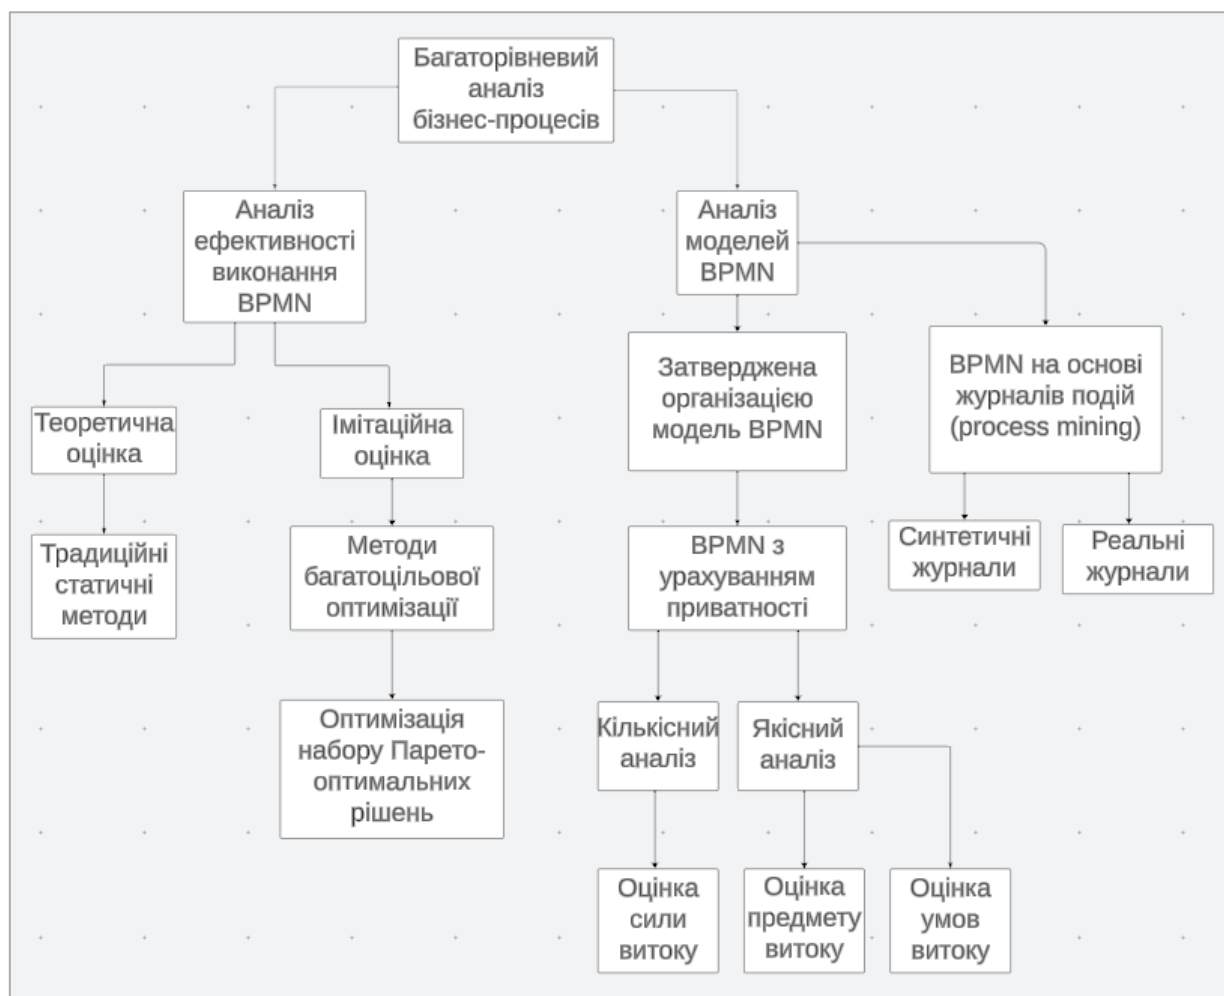 Багаторівневий
аналіз
бізнес-процесів
Аналіз
ефективності
виконання
BPMN
Аналіз
моделей
BPMN
Затверджена
організацією
модель BPMN
BPMN на основі
журналів подій
(process mining)
Теоретична
оцінка
Імітаційна
оцінка
Традиційні
статичні
методи
Методи
багатоцільової
оптимізації
BPMN з
урахуванням
приватності
Синтетичні
журнали
Реальні
журнали
Оптимізація
набору Парето-
оптимальних
рішень
Кількісний
аналіз
Якісний
аналіз
Оцінка
сили
витоку
Оцінка
предмету
витоку
Оцінка
умов
витоку